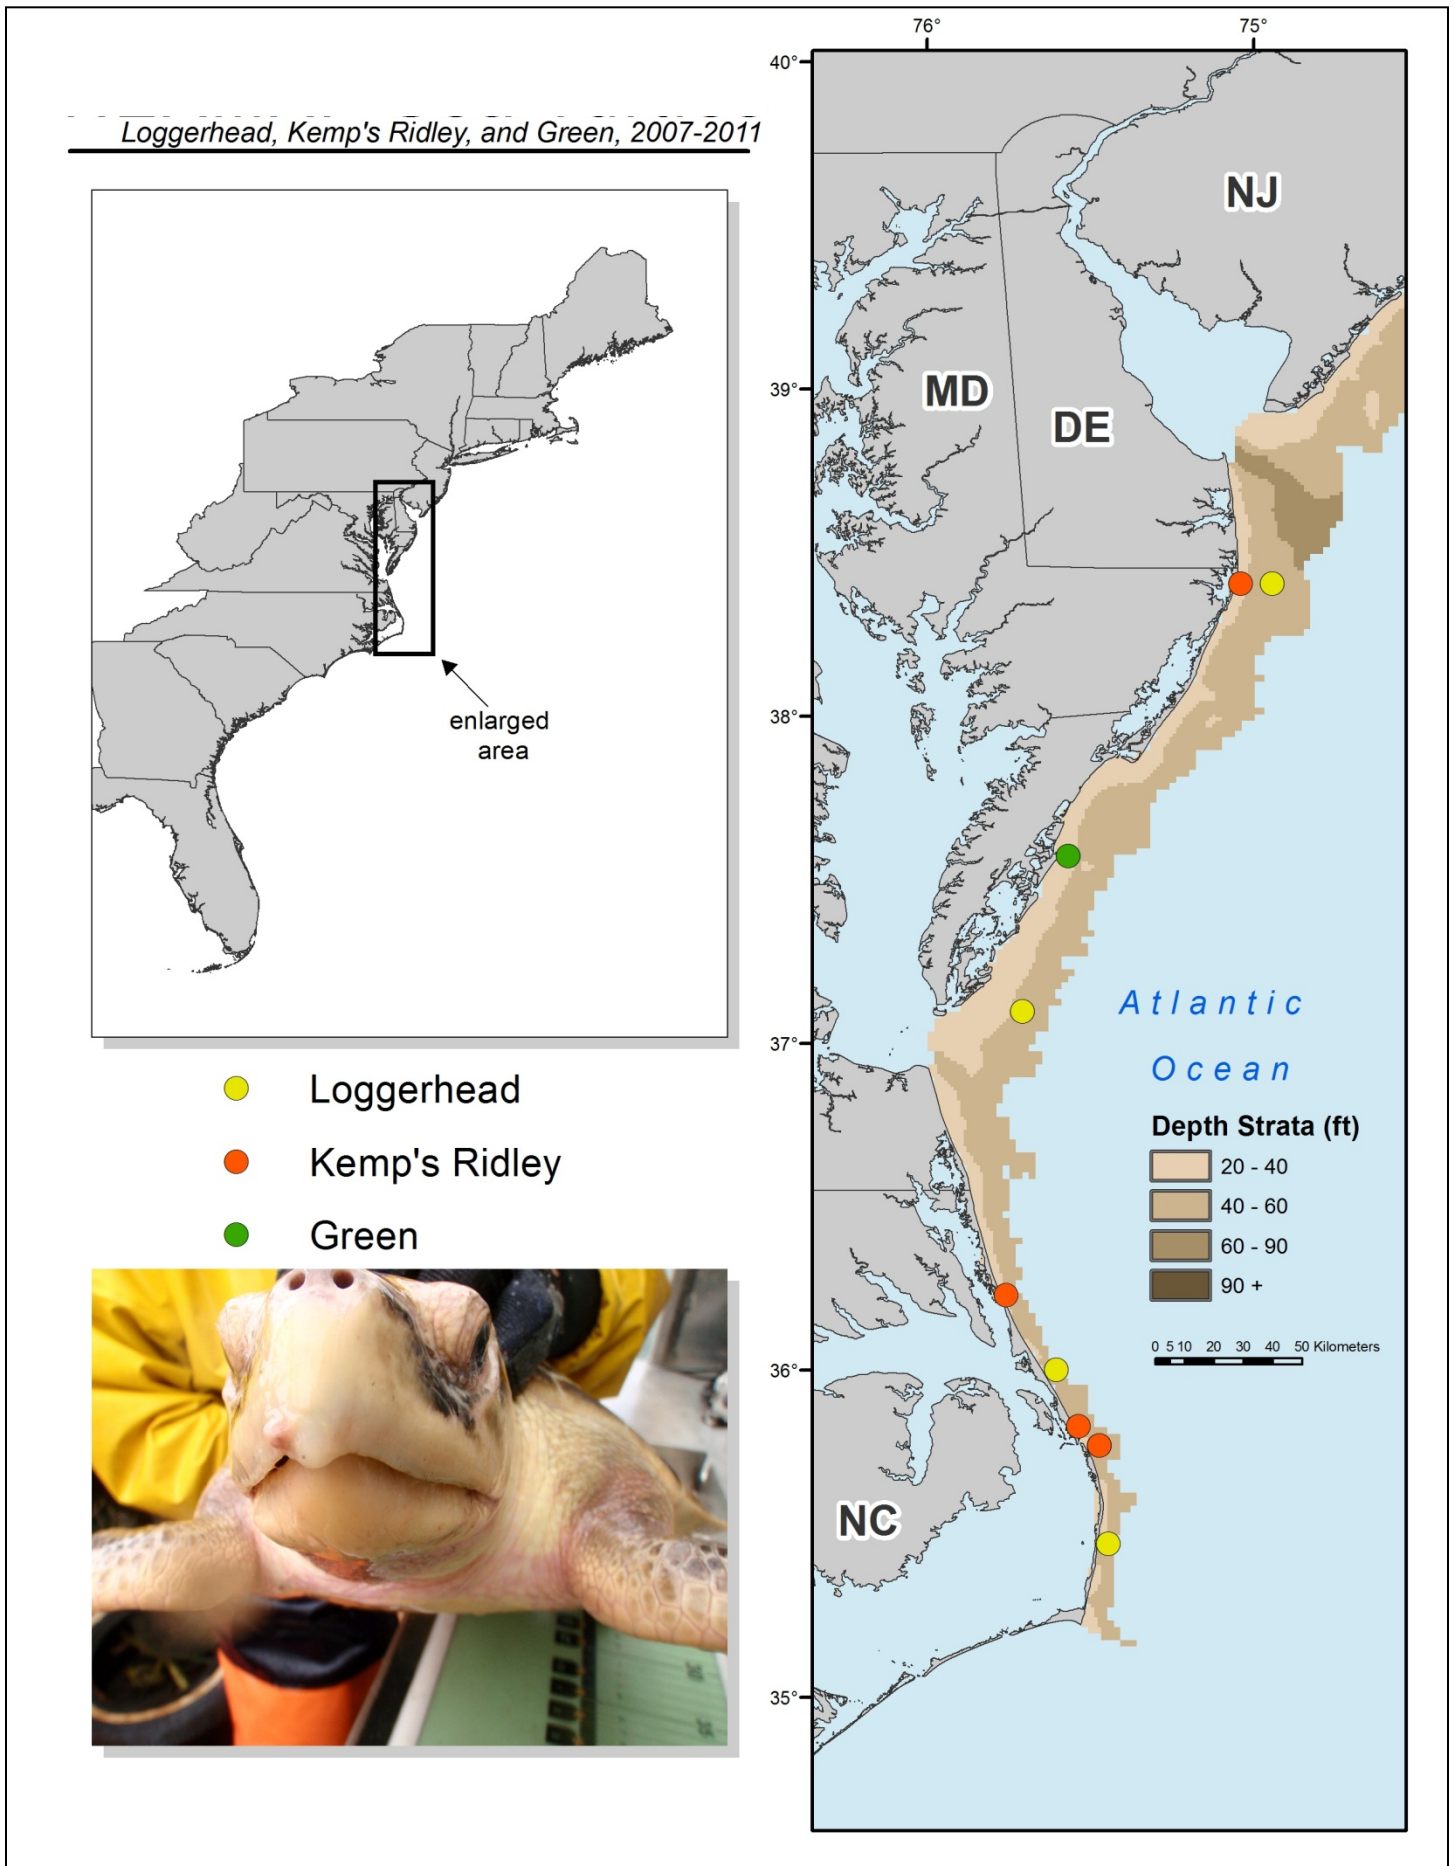 Loggerhead, Kemp's Ridley, and Green, 2007-2011
enlarged
area
Loggerhead
Kemp's Ridley
Green
76°
75°
40°
39°
38°
37°
36°
35°
NJ
MD
DE
NC
Atlantic
Ocean
Depth Strata (ft)
20 - 40
40 - 60
60 - 90
90 +
0 5 10 20 30 40 50 Kilometers
30
35